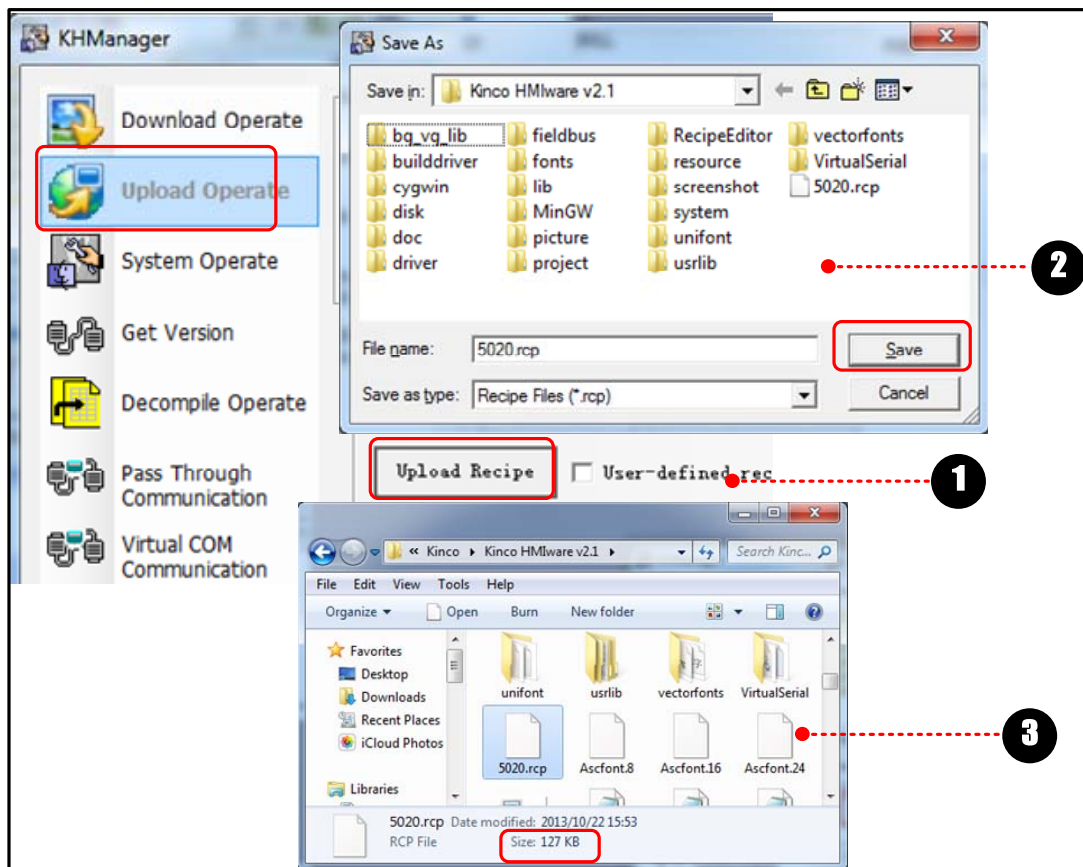 KHManager
Download Operate
Upload Operate
System Operate
Get Version
Decompile Operate
Pass Through
Communication
Virtual COM
Communication
Save As
Save in: Kinco HMIware v2.1
bg_vg_lib fieldbus RecipeEditor vectorfonts
builddriver fonts resource VirtualSerial
cygwin lib screenshot 5020.rcp
disk MinGW system
doc picture unifont
driver project usrlib
2
File name: 5020.rcp Save
Save as type: Recipe Files (*.rcp) Cancel
Upload Recipe User-defined rec
1
« Kinco Kinco HMIware v2.1 Search Kinc...
File Edit View Tools Help
Organize Open Burn New folder
Favorites
Desktop
Downloads
Recent Places
iCloud Photos
Libraries
unifont usrlib vectorfonts VirtualSerial
5020.rcp Ascfont.8 Ascfont.16 Ascfont.24
3
5020.rcp Date modified: 2013/10/22 15:53
RCP File Size: 127 KB